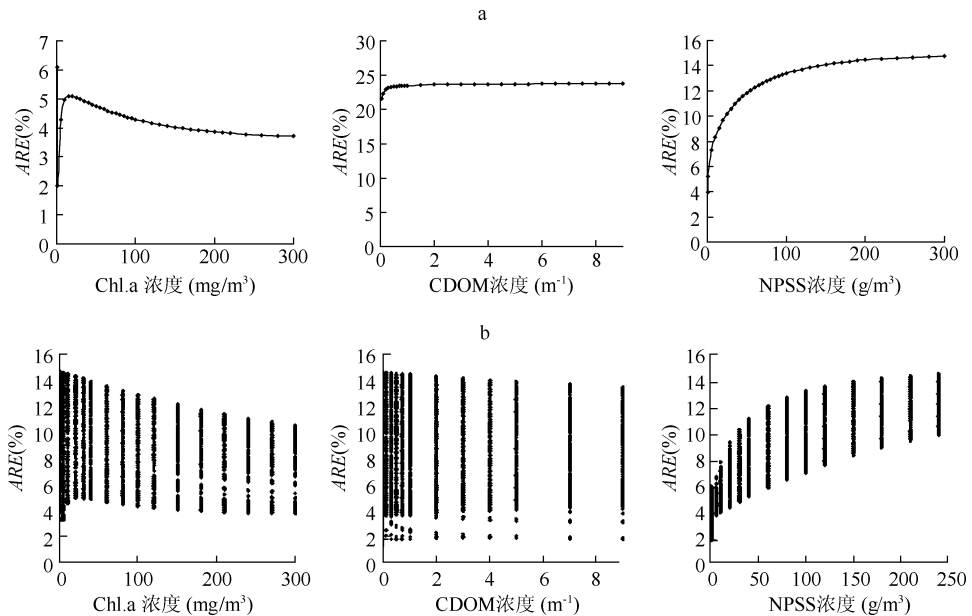 a
7
6
5
4
3
2
1
0
ARE(%)
100 200 300
Chl.a 浓度 (mg/m³)
30
25
20
15
10
5
0
ARE(%)
0 2 4 6 8
CDOM浓度 (m⁻¹)
16
14
12
10
8
6
4
2
0
ARE(%)
0 100 200 300
NPSS浓度 (g/m³)
b
16
14
12
10
8
6
4
2
0
ARE(%)
0 100 200 300
Chl.a 浓度 (mg/m³)
16
14
12
10
8
6
4
2
0
ARE(%)
0 2 4 6 8
CDOM浓度 (m⁻¹)
16
14
12
10
8
6
4
2
0
ARE(%)
0 50 100 150 200 250
NPSS浓度 (g/m³)